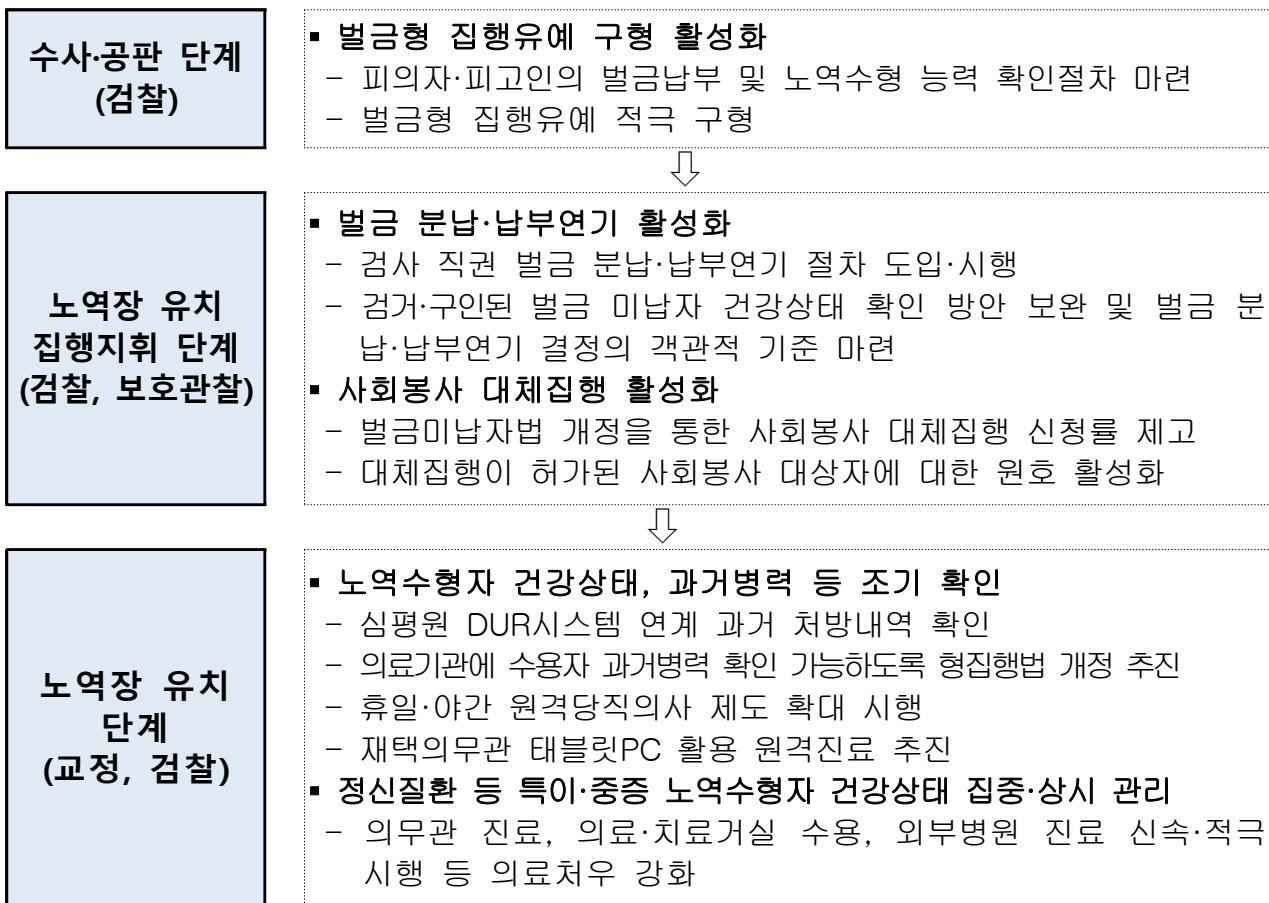 수사·공판 단계
(검찰)
▪ 벌금형 집행유예 구형 활성화
- 피의자·피고인의 벌금납부 및 노역수형 능력 확인절차 마련
- 벌금형 집행유예 적극 구형
노역장 유치
집행지휘 단계
(검찰, 보호관찰)
▪ 벌금 분납·납부연기 활성화
- 검사 직권 벌금 분납·납부연기 절차 도입·시행
- 검거·구인된 벌금 미납자 건강상태 확인 방안 보완 및 벌금 분
납·납부연기 결정의 객관적 기준 마련
▪ 사회봉사 대체집행 활성화
- 벌금미납자법 개정을 통한 사회봉사 대체집행 신청률 제고
- 대체집행이 허가된 사회봉사 대상자에 대한 원호 활성화
노역장 유치
단계
(교정, 검찰)
▪ 노역수형자 건강상태, 과거병력 등 조기 확인
- 심평원 DUR시스템 연계 과거 처방내역 확인
- 의료기관에 수용자 과거병력 확인 가능하도록 형집행법 개정 추진
- 휴일·야간 원격당직의사 제도 확대 시행
- 재택의무관 태블릿PC 활용 원격진료 추진
▪ 정신질환 등 특이·중증 노역수형자 건강상태 집중·상시 관리
- 의무관 진료, 의료·치료거실 수용, 외부병원 진료 신속·적극
시행 등 의료처우 강화